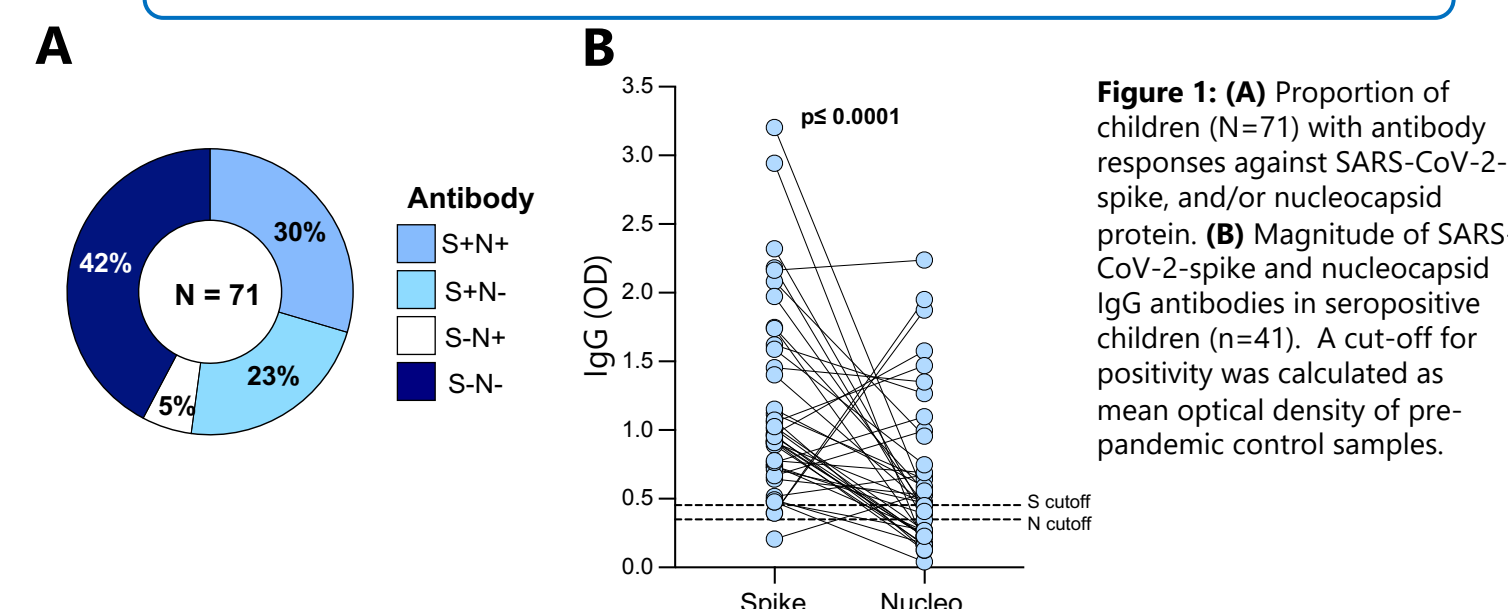 A
42%
30%
23%
5%
N = 71
Antibody
S+N+
S+N-
S-N+
S-N-
B
IgG (OD)
3.5
3.0
2.5
2.0
1.5
1.0
0.5
0.0
p≤ 0.0001
S cutoff
N cutoff
Spike
Nucleo
Figure 1: (A) Proportion of
children (N=71) with antibody
responses against SARS-CoV-2-
spike, and/or nucleocapsid
protein. (B) Magnitude of SARS-
CoV-2-spike and nucleocapsid
IgG antibodies in seropositive
children (n=41).  A cut-off for
positivity was calculated as
mean optical density of pre-
pandemic control samples.